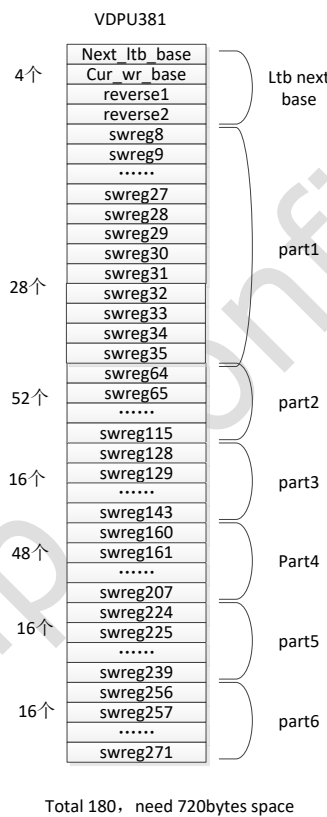 VDPU381
Next_ltb_base
4个
Cur_wr_base
Ltb next
base
reverse1
reverse2
swreg8
swreg9
……
swreg27
swreg28
swreg29
part1
swreg30
swreg31
28个
swreg32
swreg33
swreg34
swreg35
swreg64
52个
swreg65
part2
……
swreg115
swreg128
16个
swreg129
part3
……
swreg143
swreg160
48个
swreg161
Part4
……
swreg207
16个
swreg224
swreg225
part5
……
swreg239
16个
swreg256
swreg257
part6
……
swreg271
Total 180，need 720bytes space